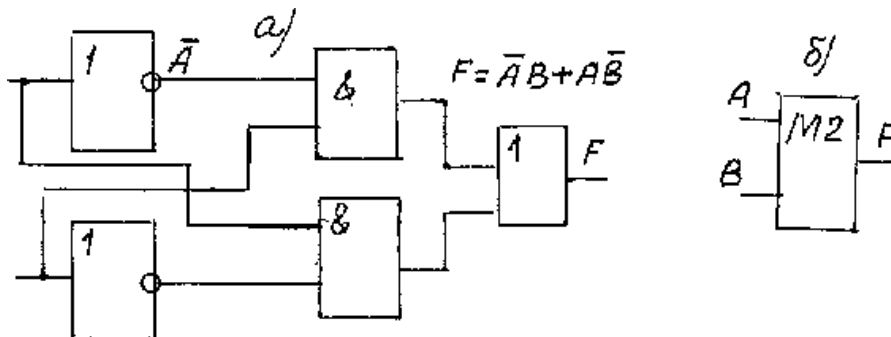 а)
1
Ā
&
F = ĀB + AB̄
1
F
&
1
б)
A
M2
F
B